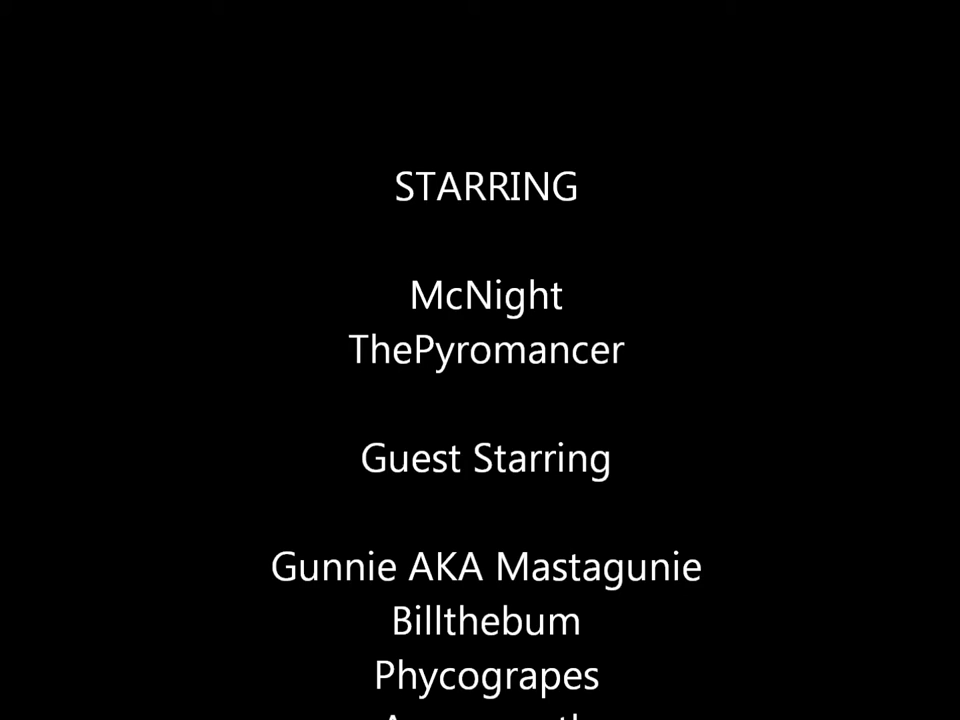 STARRING
McNight
ThePyromancer
Guest Starring
Gunnie AKA Mastagunie
Billthebum
Phycograpes